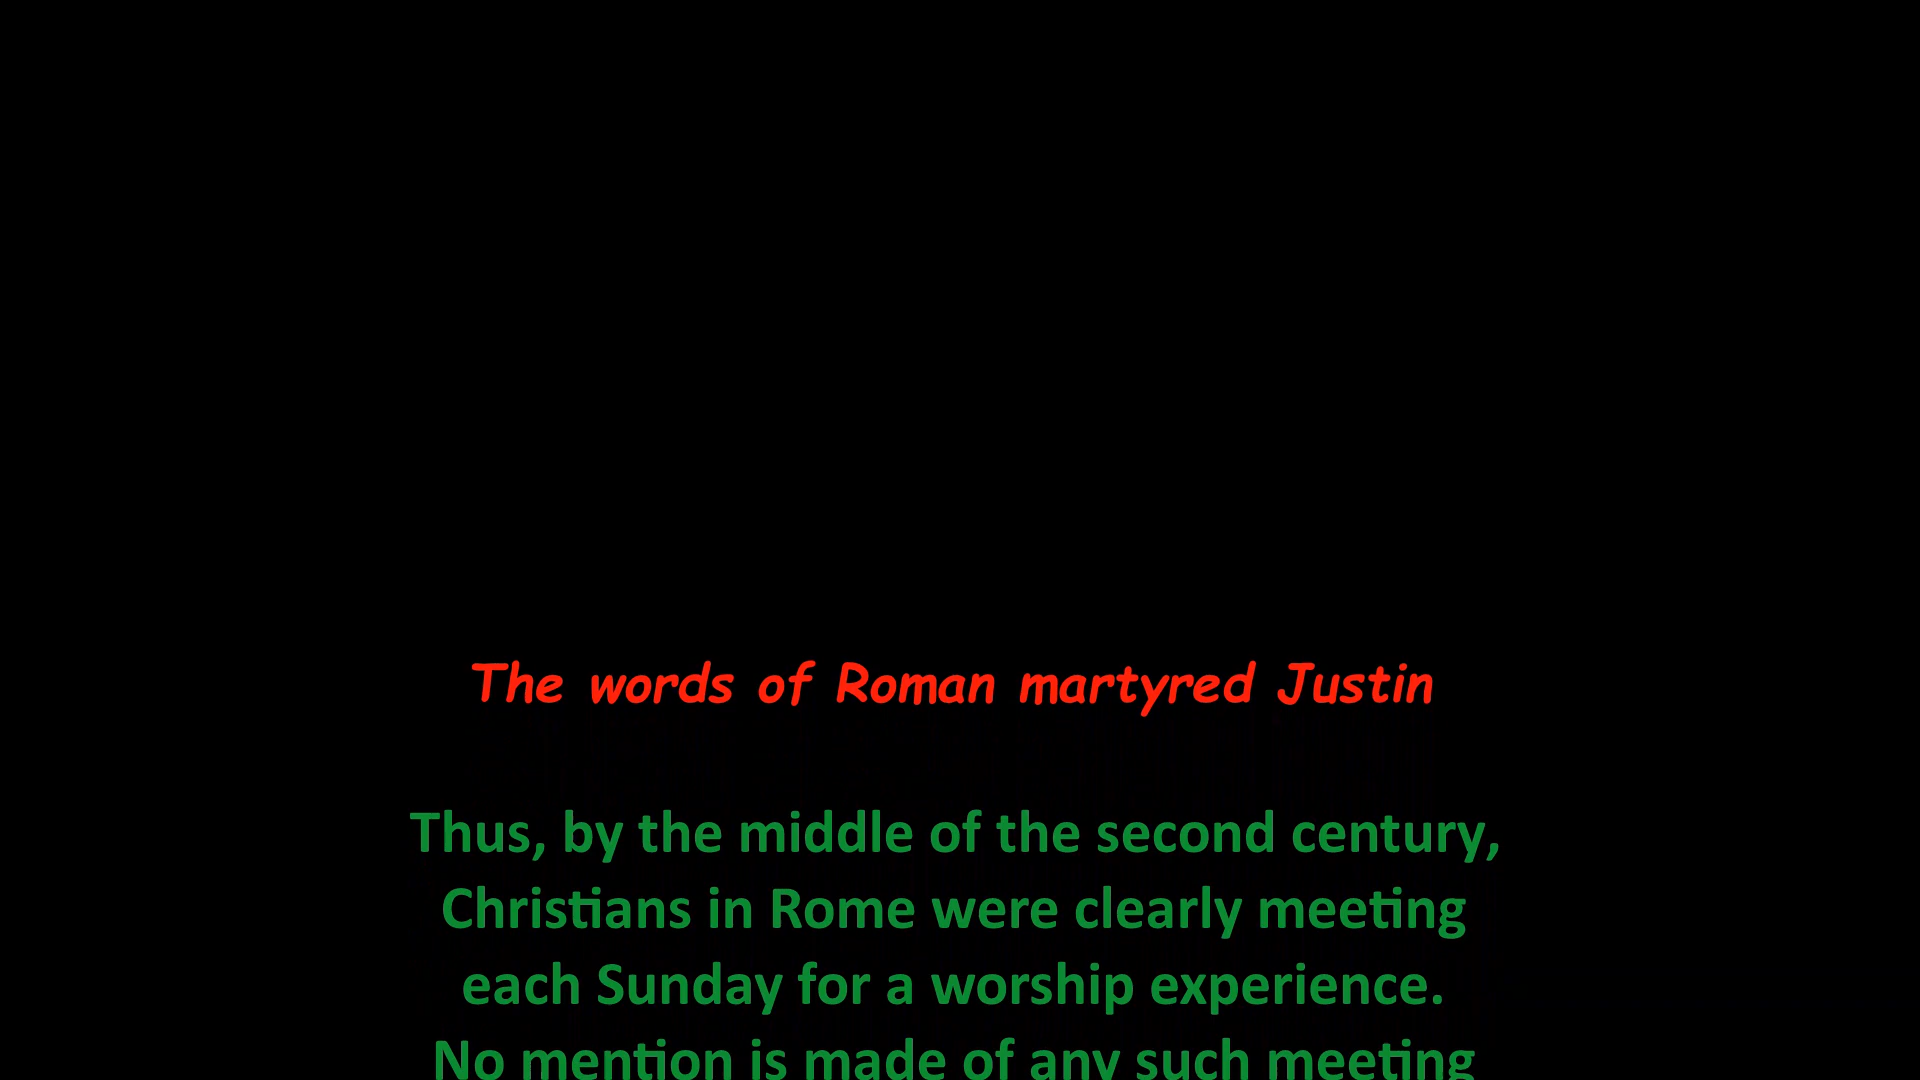 The words of Roman martyred Justin
Thus, by the middle of the second century,
Christians in Rome were clearly meeting
each Sunday for a worship experience.
No mention is made of any such meeting